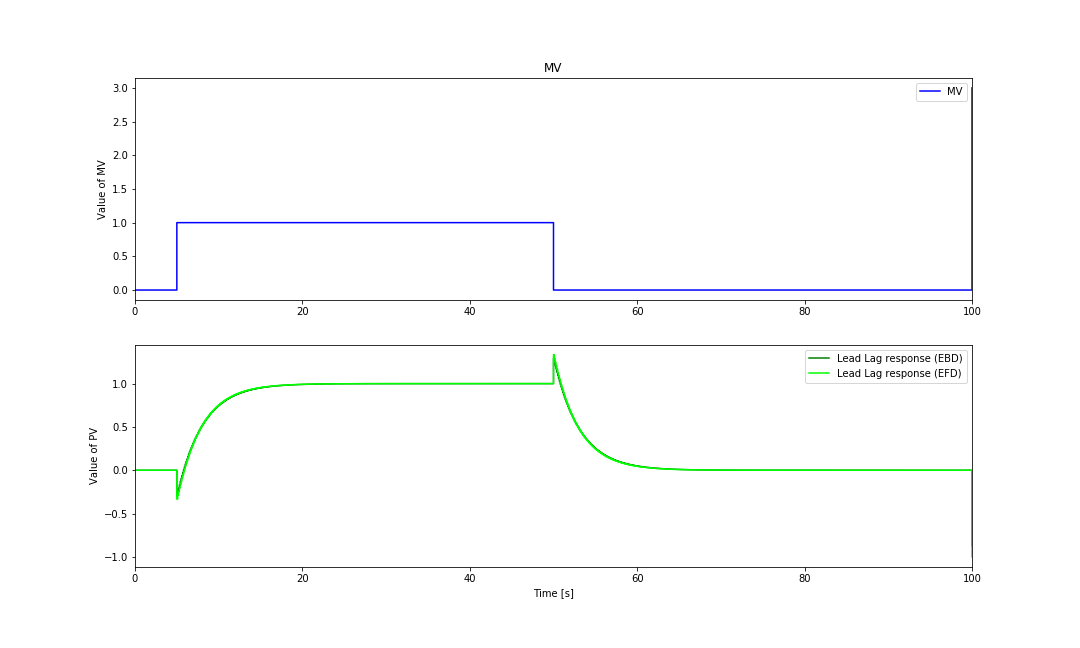 MV
3.0
MV
2.5
2.0
Value of MV
1.5
1.0
0.5
0.0
0 20 40 60 80 100
Lead Lag response (EBD)
Lead Lag response (EFD)
1.0
0.5
Value of PV
0.0
−0.5
−1.0
0 20 40 60 80 100
Time [s]